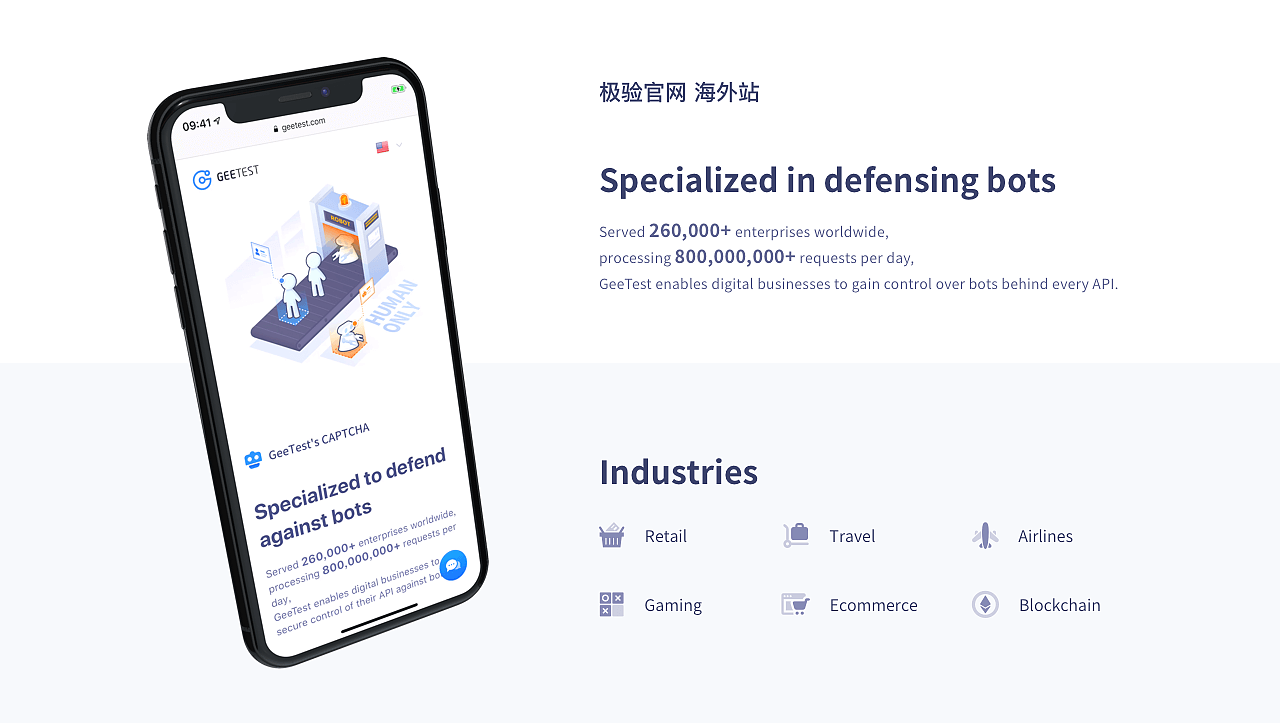 09:41
geetest.com
GEETEST
ROBOT
HUMAN
ONLY
GeeTest's CAPTCHA
Specialized to defend
against bots
Served 260,000+ enterprises worldwide,
processing 800,000,000+ requests per
day,
GeeTest enables digital businesses to
secure control of their API against bo
极验官网 海外站
Specialized in defensing bots
Served 260,000+ enterprises worldwide,
processing 800,000,000+ requests per day,
GeeTest enables digital businesses to gain control over bots behind every API.
Industries
Retail
Travel
Airlines
Gaming
Ecommerce
Blockchain